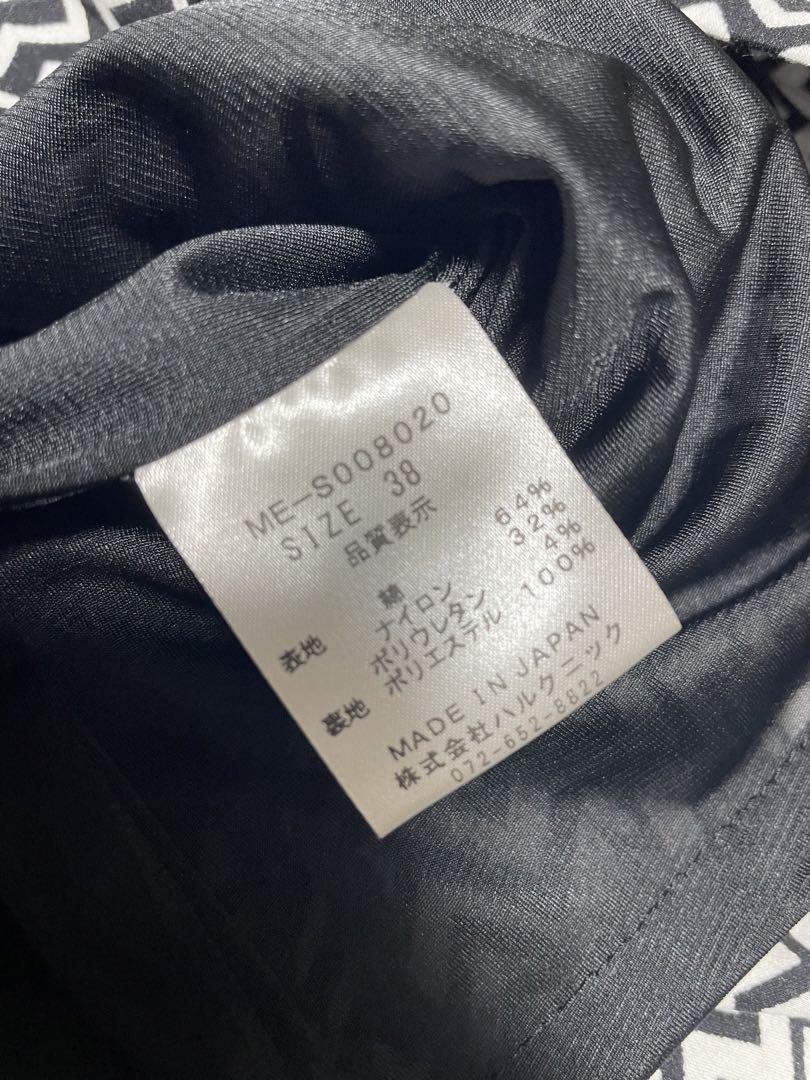 ME-S008020
SIZE 38
品質表示
表地 綿 64%
ナイロン 32%
ポリウレタン 4%
裏地 ポリエステル 100%
MADE IN JAPAN
株式会社ハルクニック
072-652-8822